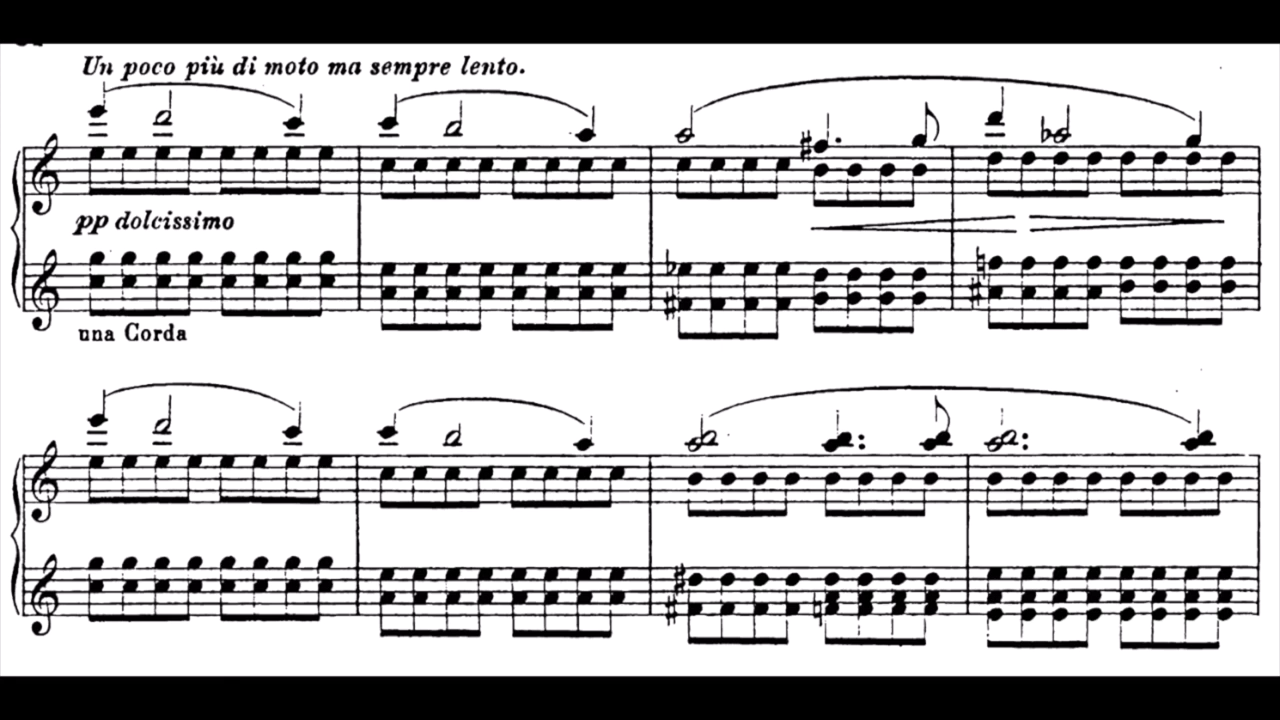 Un poco più di moto ma sempre lento.
pp dolcissimo
una Corda